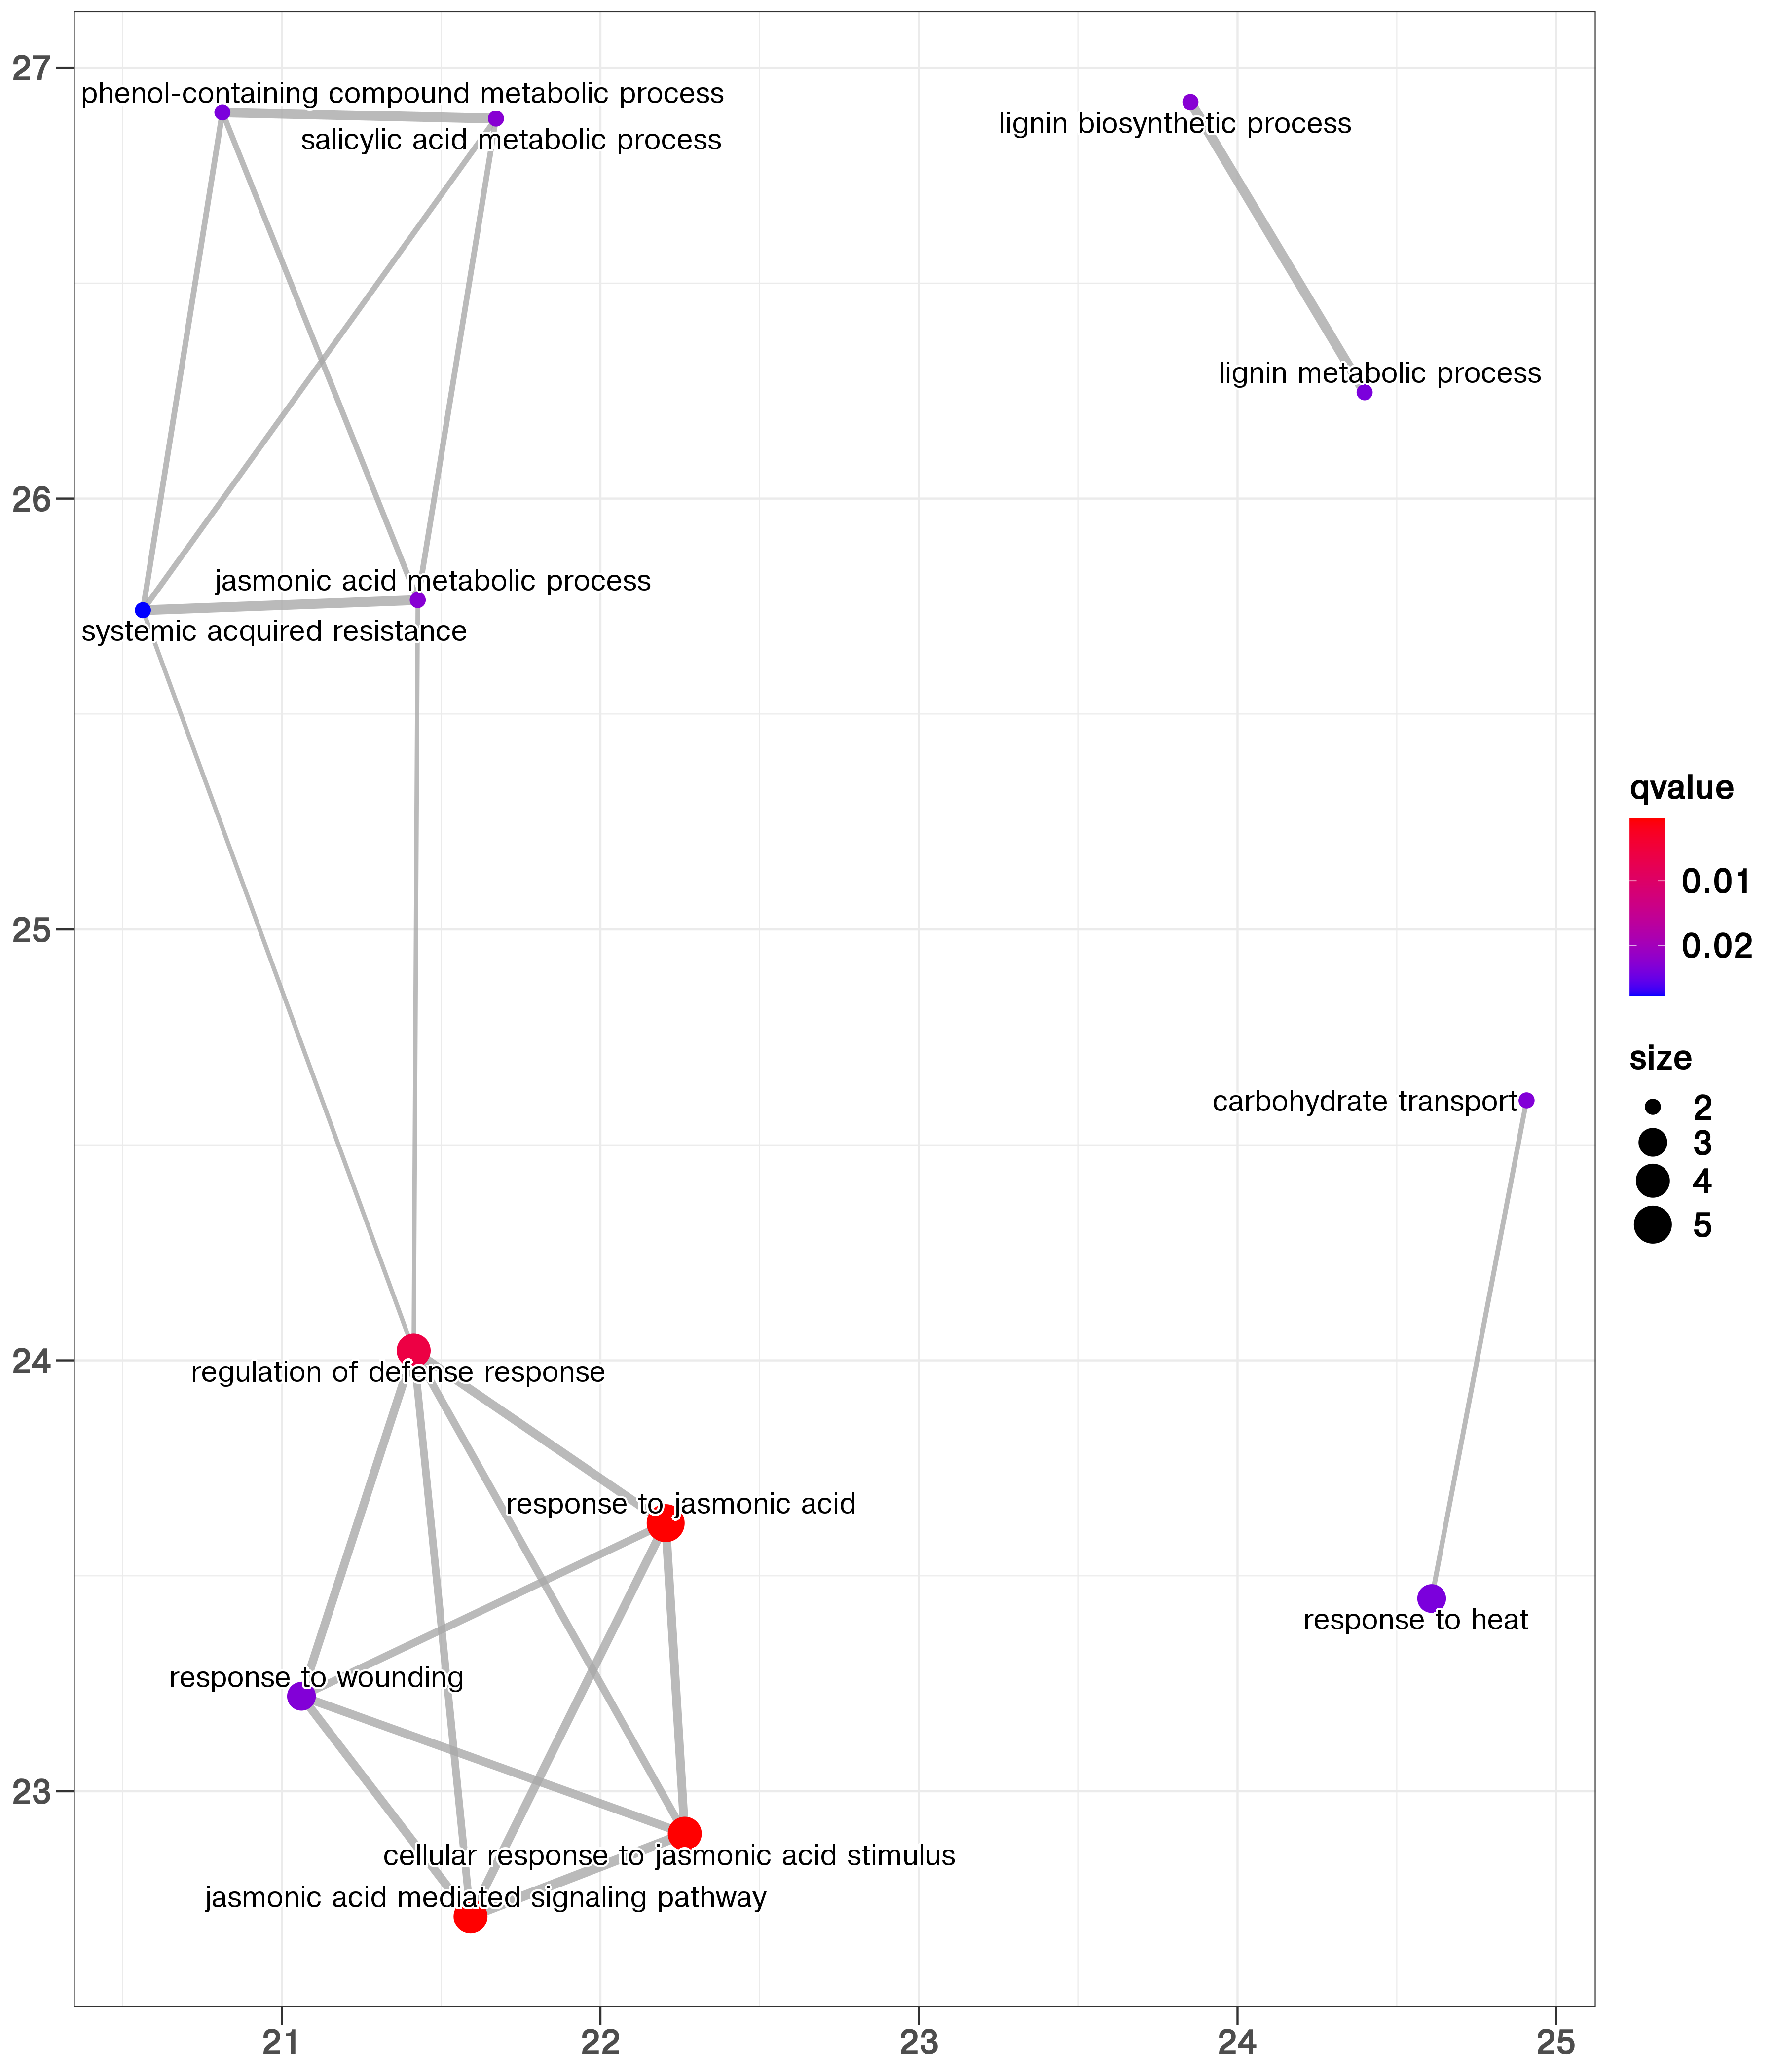 27
phenol-containing compound metabolic process
salicylic acid metabolic process
lignin biosynthetic process
lignin metabolic process
26
jasmonic acid metabolic process
systemic acquired resistance
25
carbohydrate transport
24
regulation of defense response
response to jasmonic acid
response to heat
response to wounding
23
cellular response to jasmonic acid stimulus
jasmonic acid mediated signaling pathway
21
22
23
24
25
qvalue
0.01
0.02
size
2
3
4
5